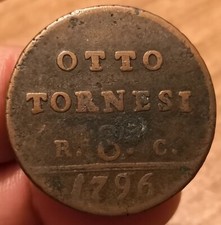 OTTO
TORNESI
R. 8. C.
1796